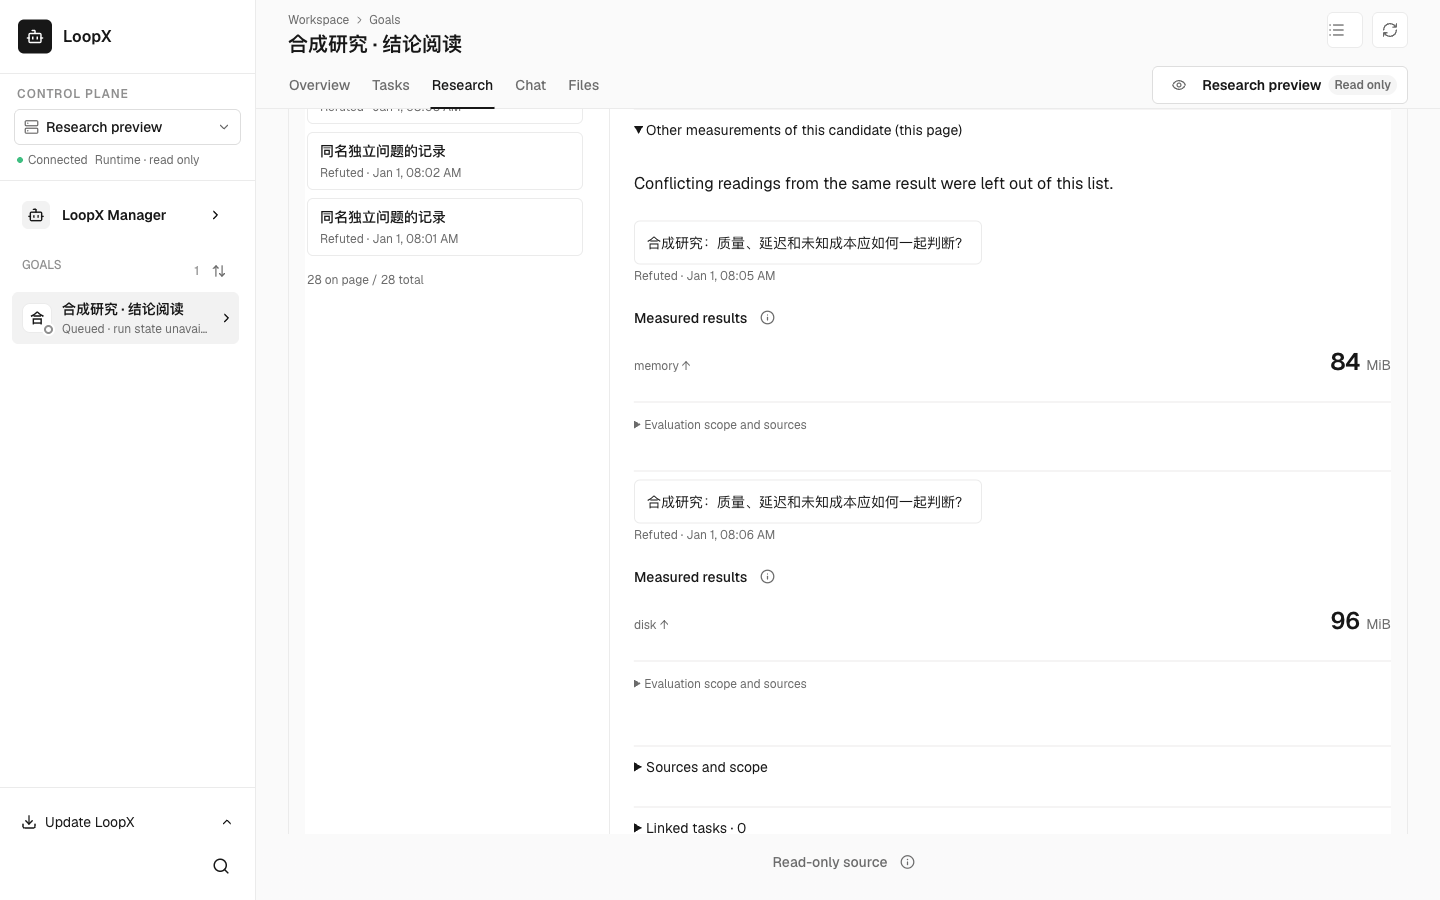 LoopX
CONTROL PLANE
Research preview
Connected Runtime · read only
LoopX Manager
GOALS
1
合
合成研究 · 结论阅读
Queued · run state unavai...
Update LoopX
Workspace > Goals
合成研究 · 结论阅读
Overview Tasks Research Chat Files
Research preview Read only
同名独立问题的记录
Refuted · Jan 1, 08:02 AM
同名独立问题的记录
Refuted · Jan 1, 08:01 AM
28 on page / 28 total
Other measurements of this candidate (this page)
Conflicting readings from the same result were left out of this list.
合成研究：质量、延迟和未知成本应如何一起判断？
Refuted · Jan 1, 08:05 AM
Measured results
memory ↑ 84 MiB
Evaluation scope and sources
合成研究：质量、延迟和未知成本应如何一起判断？
Refuted · Jan 1, 08:06 AM
Measured results
disk ↑ 96 MiB
Evaluation scope and sources
Sources and scope
Linked tasks · 0
Read-only source